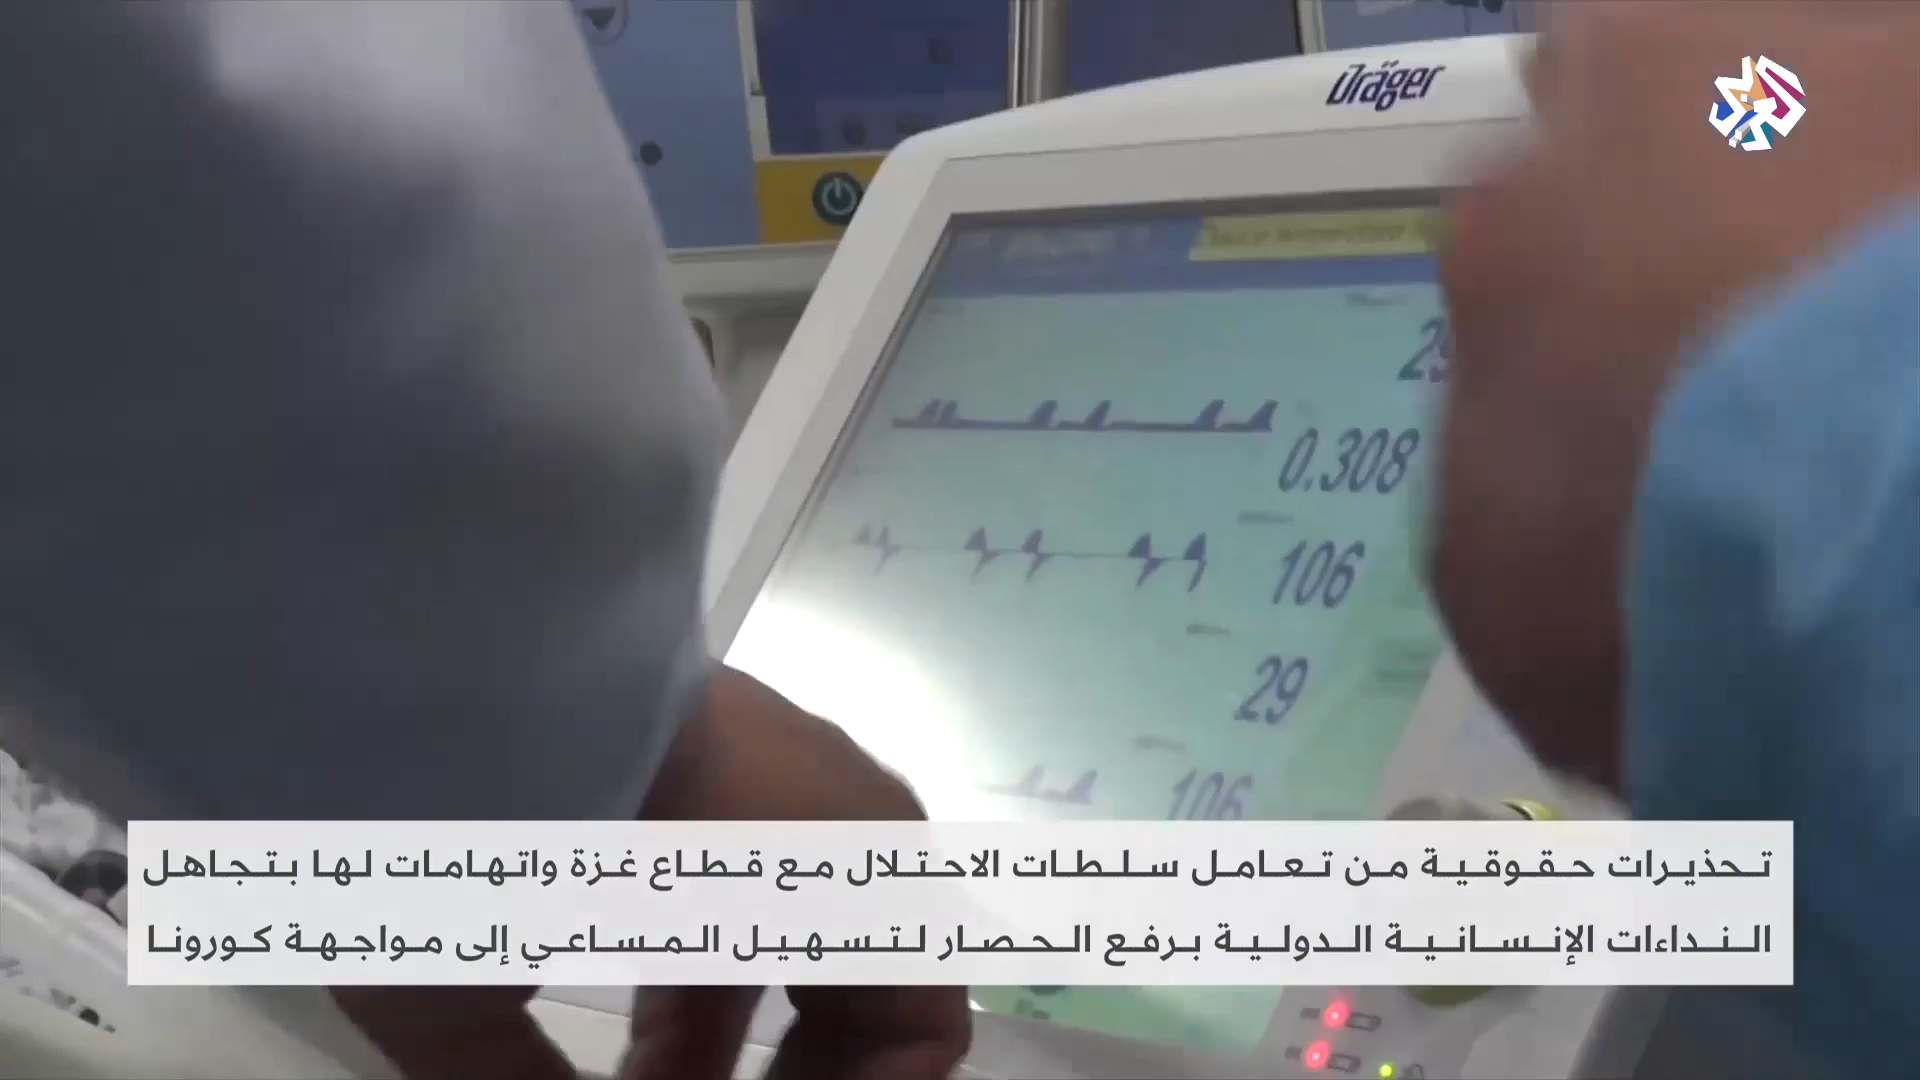 Dräger
0.308
106
29
106
تحذيرات حقوقية من تعامل سلطات الاحتلال مع قطاع غزة واتهامات لها بتجاهل
النداءات الإنسانية الدولية برفع الحصار لتسهيل المساعي إلى مواجهة كورونا